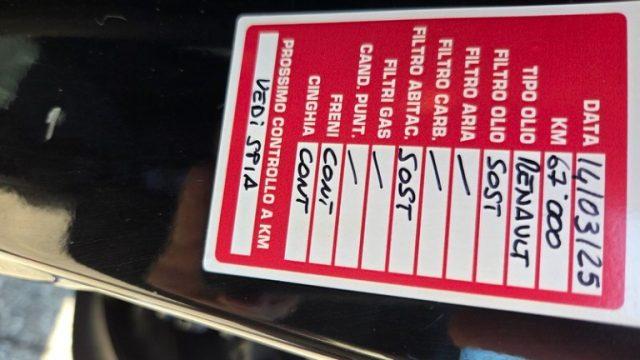 DATA 14/03/25
KM 67'000
TIPO OLIO RENAULT
FILTRO OLIO SOST
FILTRO ARIA /
FILTRO CARB. /
FILTRO ABITAC. SOST
FILTRI GAS /
CAND. PUNT. /
FRENI CONT
CINGHIA CONT
PROSSIMO CONTROLLO A KM
VEDI SPIA